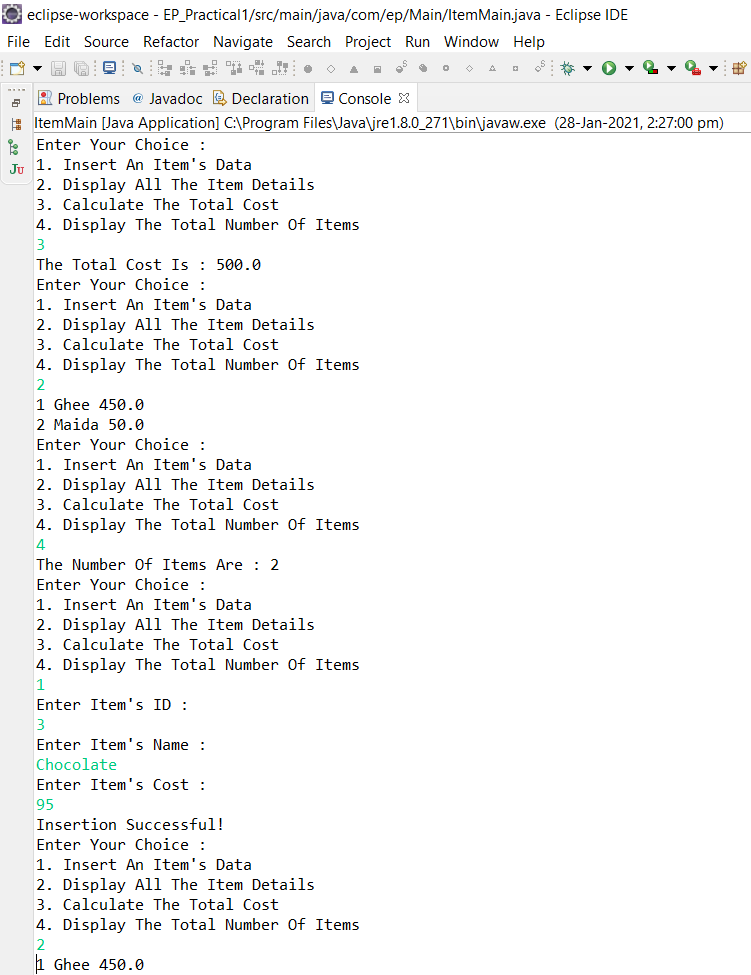 eclipse-workspace - EP_Practical1/src/main/java/com/ep/Main/ItemMain.java - Eclipse IDE
File Edit Source Refactor Navigate Search Project Run Window Help
Problems @ Javadoc Declaration Console
ItemMain [Java Application] C:\Program Files\Java\jre1.8.0_271\bin\javaw.exe (28-Jan-2021, 2:27:00 pm)
Ju
Enter Your Choice :
1. Insert An Item's Data
2. Display All The Item Details
3. Calculate The Total Cost
4. Display The Total Number Of Items
3
The Total Cost Is : 500.0
Enter Your Choice :
1. Insert An Item's Data
2. Display All The Item Details
3. Calculate The Total Cost
4. Display The Total Number Of Items
2
1 Ghee 450.0
2 Maida 50.0
Enter Your Choice :
1. Insert An Item's Data
2. Display All The Item Details
3. Calculate The Total Cost
4. Display The Total Number Of Items
4
The Number Of Items Are : 2
Enter Your Choice :
1. Insert An Item's Data
2. Display All The Item Details
3. Calculate The Total Cost
4. Display The Total Number Of Items
1
Enter Item's ID :
3
Enter Item's Name :
Chocolate
Enter Item's Cost :
95
Insertion Successful!
Enter Your Choice :
1. Insert An Item's Data
2. Display All The Item Details
3. Calculate The Total Cost
4. Display The Total Number Of Items
2
1 Ghee 450.0